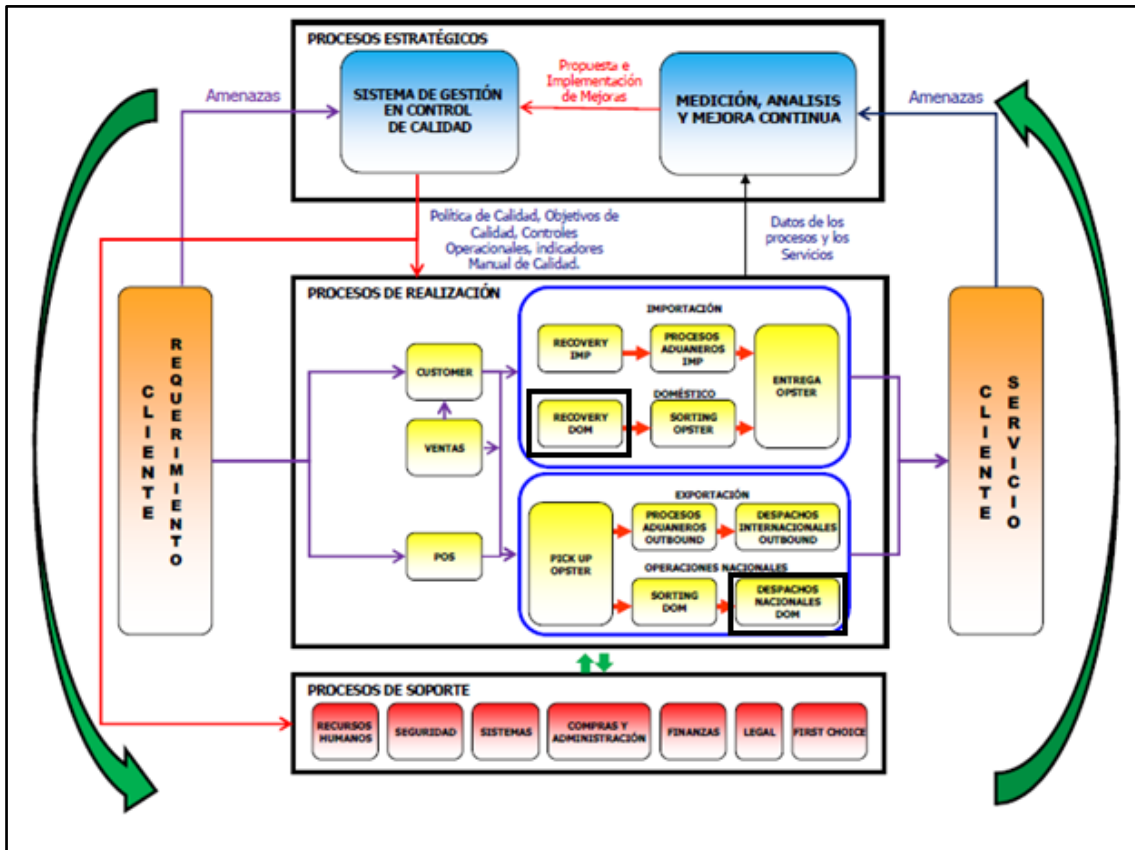 PROCESOS ESTRATÉGICOS
Amenazas
SISTEMA DE GESTIÓN
EN CONTROL
DE CALIDAD
Propuesta e
Implementación
de Mejoras
MEDICIÓN, ANALISIS
Y MEJORA CONTINUA
Amenazas
Política de Calidad, Objetivos de
Calidad, Controles
Operacionales, indicadores
Manual de Calidad.
Datos de los
procesos y los
Servicios
CLIENTE
REQUERIMIENTO
PROCESOS DE REALIZACIÓN
CUSTOMER
VENTAS
POS
IMPORTACIÓN
RECOVERY
IMP
PROCESOS
ADUANEROS
IMP
ENTREGA
OPSTER
DOMÉSTICO
RECOVERY
DOM
SORTING
OPSTER
EXPORTACIÓN
PICK UP
OPSTER
PROCESOS
ADUANEROS
OUTBOUND
DESPACHOS
INTERNACIONALES
OUTBOUND
OPERACIONES NACIONALES
SORTING
DOM
DESPACHOS
NACIONALES
DOM
CLIENTE
SERVICIO
PROCESOS DE SOPORTE
RECURSOS
HUMANOS
SEGURIDAD
SISTEMAS
COMPRAS Y
ADMINISTRACIÓN
FINANZAS
LEGAL
FIRST CHOICE